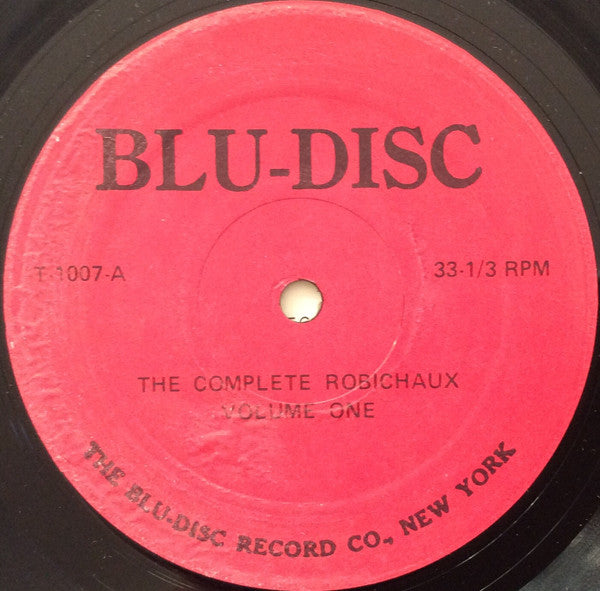 BLU-DISC
T-1007-A
33-1/3 RPM
THE COMPLETE ROBICHAUX
VOLUME ONE
THE BLU-DISC RECORD CO., NEW YORK